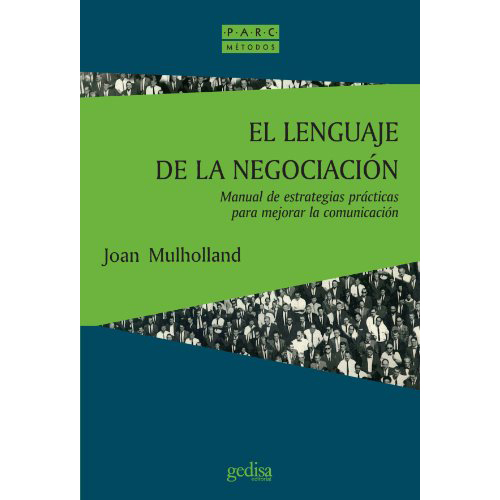 ·P·A·R·C·
MÉTODOS
EL LENGUAJE
DE LA NEGOCIACIÓN
Manual de estrategias prácticas
para mejorar la comunicación
Joan Mulholland
gedisa
editorial